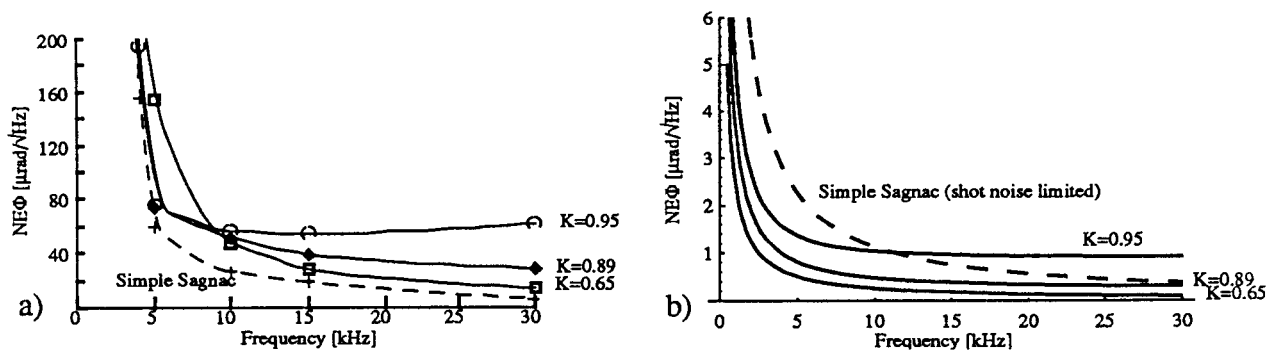 200
160
120
80
40
0
5
10
15
20
25
30
NEΦ [μrad/√Hz]
Frequency [kHz]
Simple Sagnac
K=0.95
K=0.89
K=0.65
a)
6
5
4
3
2
1
0
0
5
10
15
20
25
30
NEΦ [μrad/√Hz]
Frequency [kHz]
Simple Sagnac (shot noise limited)
K=0.95
K=0.89
K=0.65
b)